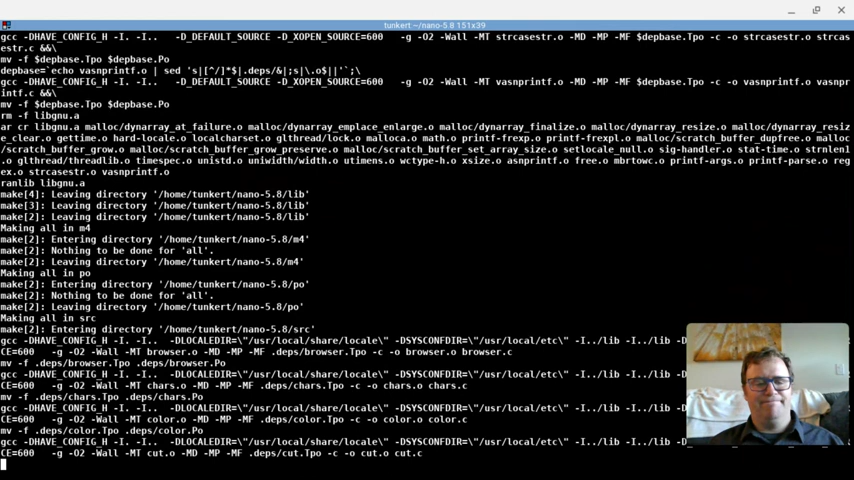 tunkert ~/nano-5.8 151x39
gcc -DHAVE_CONFIG_H -I. -I..   -D_DEFAULT_SOURCE -D_XOPEN_SOURCE=600   -g -O2 -Wall -MT strcasestr.o -MD -MP -MF $depbase.Tpo -c -o strcasestr.o strcas
estr.c &&\
mv -f $depbase.Tpo $depbase.Po
depbase=`echo vasnprintf.o | sed 's|[^/]*$|.deps/&|;s|\.o$||'`;\
gcc -DHAVE_CONFIG_H -I. -I..   -D_DEFAULT_SOURCE -D_XOPEN_SOURCE=600   -g -O2 -Wall -MT vasnprintf.o -MD -MP -MF $depbase.Tpo -c -o vasnprintf.o vasnpr
intf.c &&\
mv -f $depbase.Tpo $depbase.Po
rm -f libgnu.a
ar cr libgnu.a malloc/dynarray_at_failure.o malloc/dynarray_emplace_enlarge.o malloc/dynarray_finalize.o malloc/dynarray_resize.o malloc/dynarray_resiz
e_clear.o gettime.o hard-locale.o localcharset.o glthread/lock.o malloca.o math.o printf-frexp.o printf-frexpl.o malloc/scratch_buffer_dupfree.o malloc
/scratch_buffer_grow.o malloc/scratch_buffer_grow_preserve.o malloc/scratch_buffer_set_array_size.o setlocale_null.o sig-handler.o stat-time.o strnlen1
.o glthread/threadlib.o timespec.o unistd.o uniwidth/width.o utimens.o wctype-h.o xsize.o asnprintf.o free.o mbrtowc.o printf-args.o printf-parse.o reg
ex.o strcasestr.o vasnprintf.o
ranlib libgnu.a
make[4]: Leaving directory '/home/tunkert/nano-5.8/lib'
make[3]: Leaving directory '/home/tunkert/nano-5.8/lib'
make[2]: Leaving directory '/home/tunkert/nano-5.8/lib'
Making all in m4
make[2]: Entering directory '/home/tunkert/nano-5.8/m4'
make[2]: Nothing to be done for 'all'.
make[2]: Leaving directory '/home/tunkert/nano-5.8/m4'
Making all in po
make[2]: Entering directory '/home/tunkert/nano-5.8/po'
make[2]: Nothing to be done for 'all'.
make[2]: Leaving directory '/home/tunkert/nano-5.8/po'
Making all in src
make[2]: Entering directory '/home/tunkert/nano-5.8/src'
gcc -DHAVE_CONFIG_H -I. -I..  -DLOCALEDIR=\"/usr/local/share/locale\" -DSYSCONFDIR=\"/usr/local/etc\" -I../lib -I../lib -D
CE=600   -g -O2 -Wall -MT browser.o -MD -MP -MF .deps/browser.Tpo -c -o browser.o browser.c
mv -f .deps/browser.Tpo .deps/browser.Po
gcc -DHAVE_CONFIG_H -I. -I..  -DLOCALEDIR=\"/usr/local/share/locale\" -DSYSCONFDIR=\"/usr/local/etc\" -I../lib -I../lib -D
CE=600   -g -O2 -Wall -MT chars.o -MD -MP -MF .deps/chars.Tpo -c -o chars.o chars.c
mv -f .deps/chars.Tpo .deps/chars.Po
gcc -DHAVE_CONFIG_H -I. -I..  -DLOCALEDIR=\"/usr/local/share/locale\" -DSYSCONFDIR=\"/usr/local/etc\" -I../lib -I../lib -D
CE=600   -g -O2 -Wall -MT color.o -MD -MP -MF .deps/color.Tpo -c -o color.o color.c
mv -f .deps/color.Tpo .deps/color.Po
gcc -DHAVE_CONFIG_H -I. -I..  -DLOCALEDIR=\"/usr/local/share/locale\" -DSYSCONFDIR=\"/usr/local/etc\" -I../lib -I../lib -D
CE=600   -g -O2 -Wall -MT cut.o -MD -MP -MF .deps/cut.Tpo -c -o cut.o cut.c